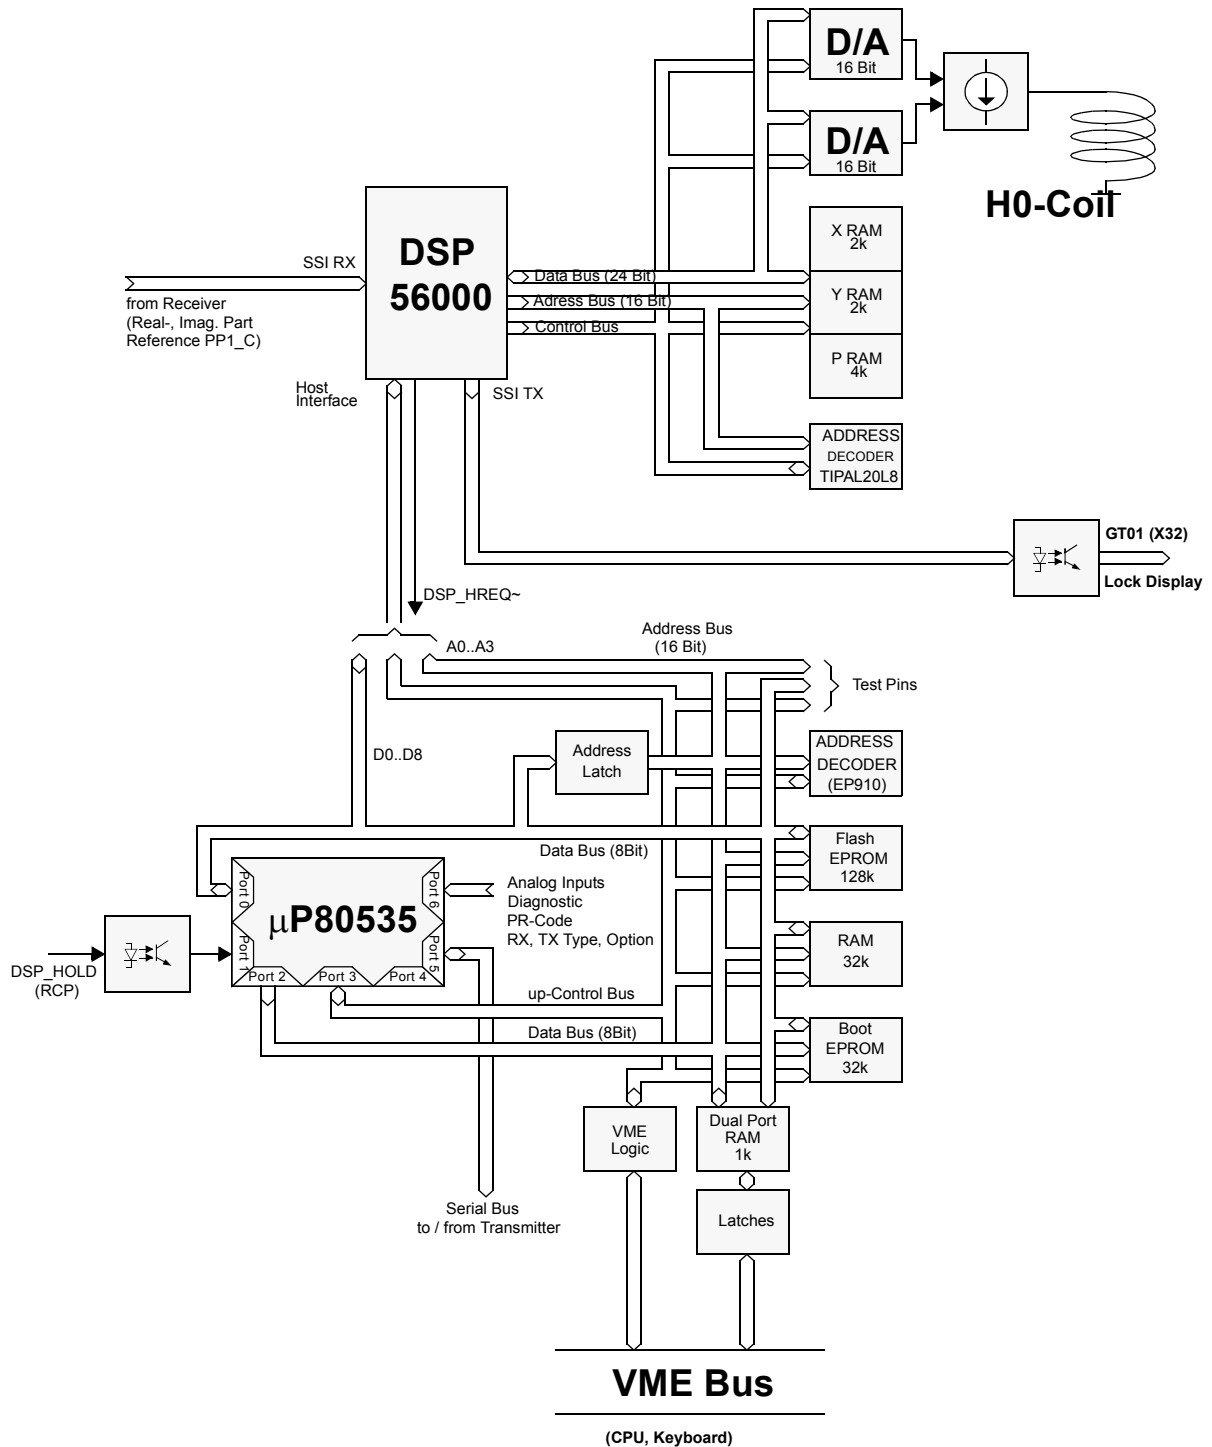 D/A
16 Bit
D/A
16 Bit
H0-Coil
X RAM
2k
Y RAM
2k
P RAM
4k
DSP
56000
SSI RX
from Receiver
(Real-, Imag. Part
Reference PP1_C)
Data Bus (24 Bit)
Adress Bus (16 Bit)
Control Bus
Host
Interface
SSI TX
ADDRESS
DECODER
TIPAL20L8
GT01 (X32)
Lock Display
DSP_HREQ~
A0..A3
Address Bus
(16 Bit)
Test Pins
D0..D8
Address
Latch
ADDRESS
DECODER
(EP910)
Data Bus (8Bit)
Flash
EPROM
128k
Port 0
Port 6
μP80535
Port 1
Port 5
Port 2
Port 3
Port 4
Analog Inputs
Diagnostic
PR-Code
RX, TX Type, Option
DSP_HOLD
(RCP)
RAM
32k
up-Control Bus
Data Bus (8Bit)
Boot
EPROM
32k
VME
Logic
Dual Port
RAM
1k
Serial Bus
to / from Transmitter
Latches
VME Bus
(CPU, Keyboard)